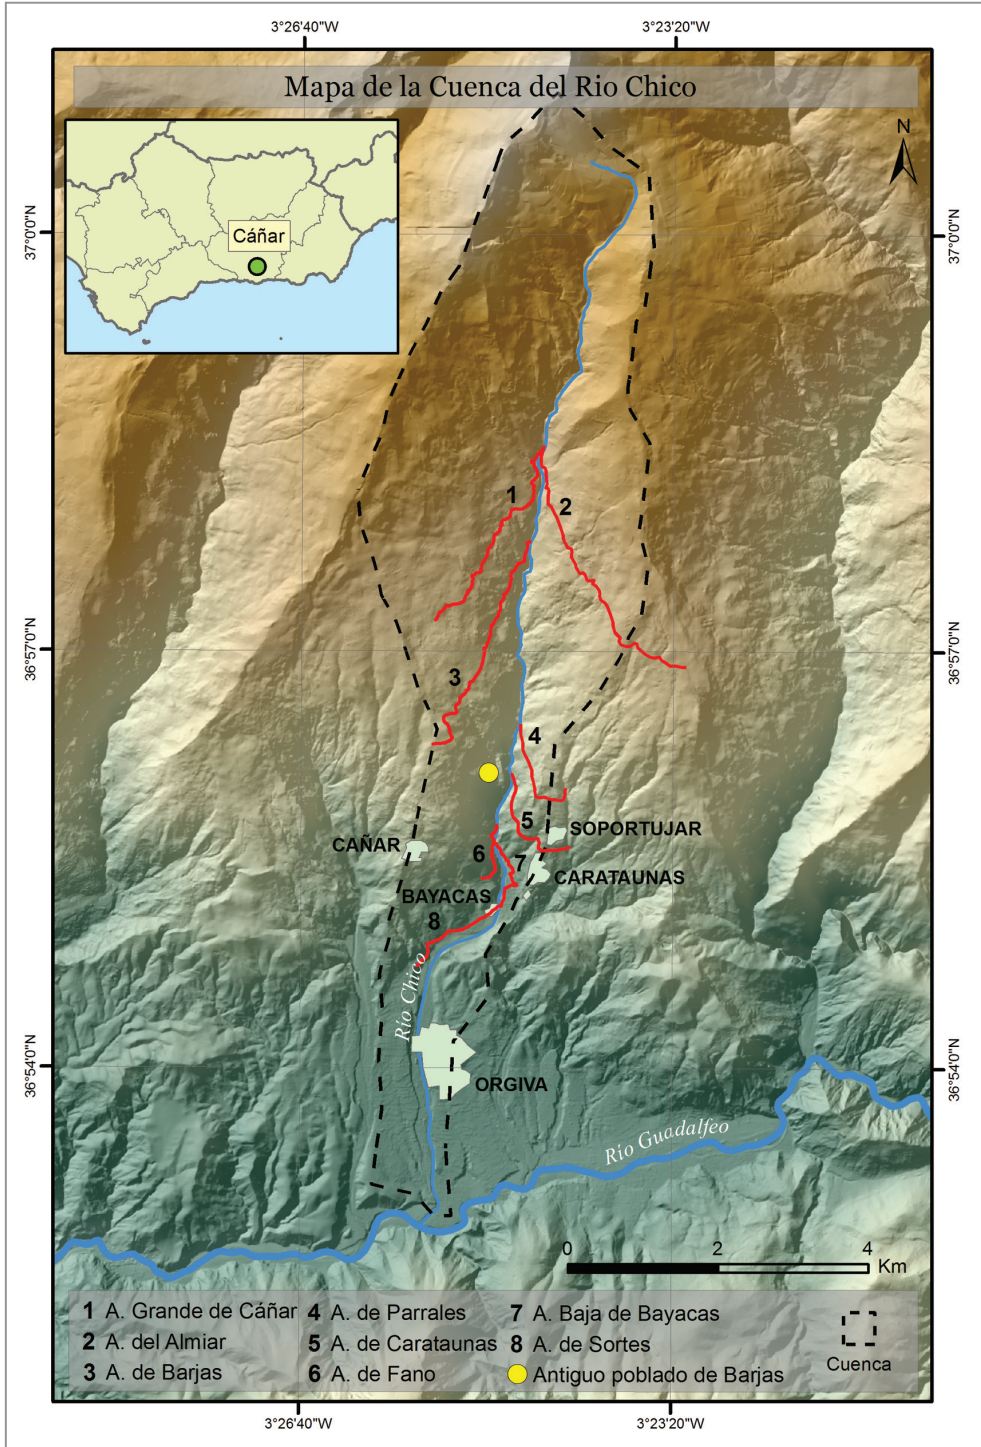 3°26'40"W
3°23'20"W
Mapa de la Cuenca del Rio Chico
N
Cáñar
37°0'0"N
37°0'0"N
1
2
36°57'0"N
36°57'0"N
3
4
5
SOPORTUJAR
CAÑAR
6
7
CARATAUNAS
BAYACAS
8
Río Chico
36°54'0"N
36°54'0"N
ORGIVA
Río Guadalfeo
0 2 4
Km
1 A. Grande de Cáñar
2 A. del Almiar
3 A. de Barjas
4 A. de Parrales
5 A. de Carataunas
6 A. de Fano
7 A. Baja de Bayacas
8 A. de Sortes
Antiguo poblado de Barjas
Cuenca
3°26'40"W
3°23'20"W